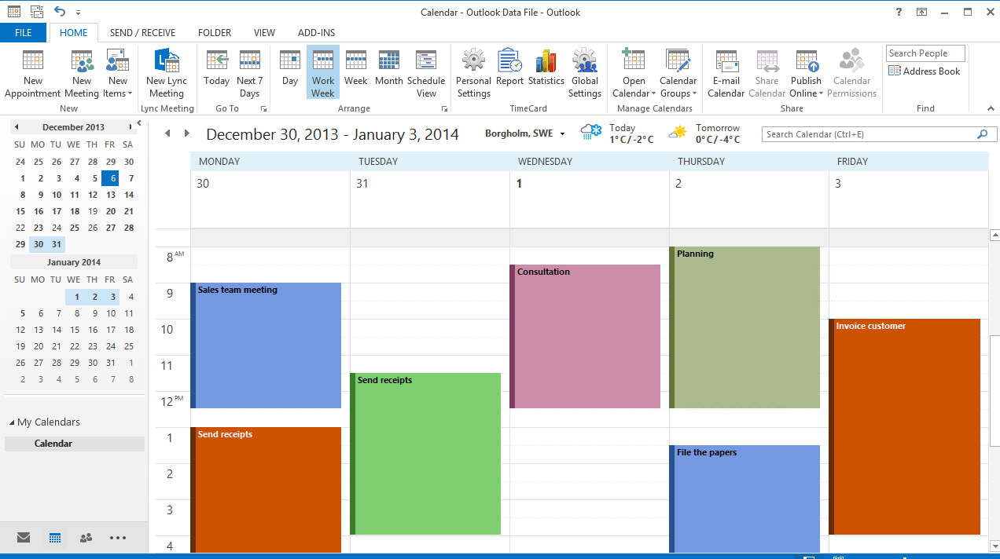 Calendar - Outlook Data File - Outlook
?
FILE HOME SEND / RECEIVE FOLDER VIEW ADD-INS
New Appointment
New Meeting
New Items
New
New Lync Meeting
Lync Meeting
Today
Next 7 Days
Go To
Day
Work Week
Week
Month
Schedule View
Arrange
Personal Settings
Report
Statistics
Global Settings
TimeCard
Open Calendar
Calendar Groups
Manage Calendars
E-mail Calendar
Share Calendar
Publish Online
Calendar Permissions
Share
Search People
Address Book
Find
December 2013
SU MO TU WE TH FR SA
24 25 26 27 28 29 30
1 2 3 4 5 6 7
8 9 10 11 12 13 14
15 16 17 18 19 20 21
22 23 24 25 26 27 28
29 30 31
January 2014
SU MO TU WE TH FR SA
1 2 3 4
5 6 7 8 9 10 11
12 13 14 15 16 17 18
19 20 21 22 23 24 25
26 27 28 29 30 31 1
2 3 4 5 6 7 8
My Calendars
Calendar
December 30, 2013 - January 3, 2014
Borgholm, SWE
Today
1°C/-2°C
Tomorrow
0°C/-4°C
Search Calendar (Ctrl+E)
MONDAY TUESDAY WEDNESDAY THURSDAY FRIDAY
30 31 1 2 3
8 AM
9
10
11
12 PM
1
2
3
4
Sales team meeting
Send receipts
Send receipts
Consultation
Planning
File the papers
Invoice customer